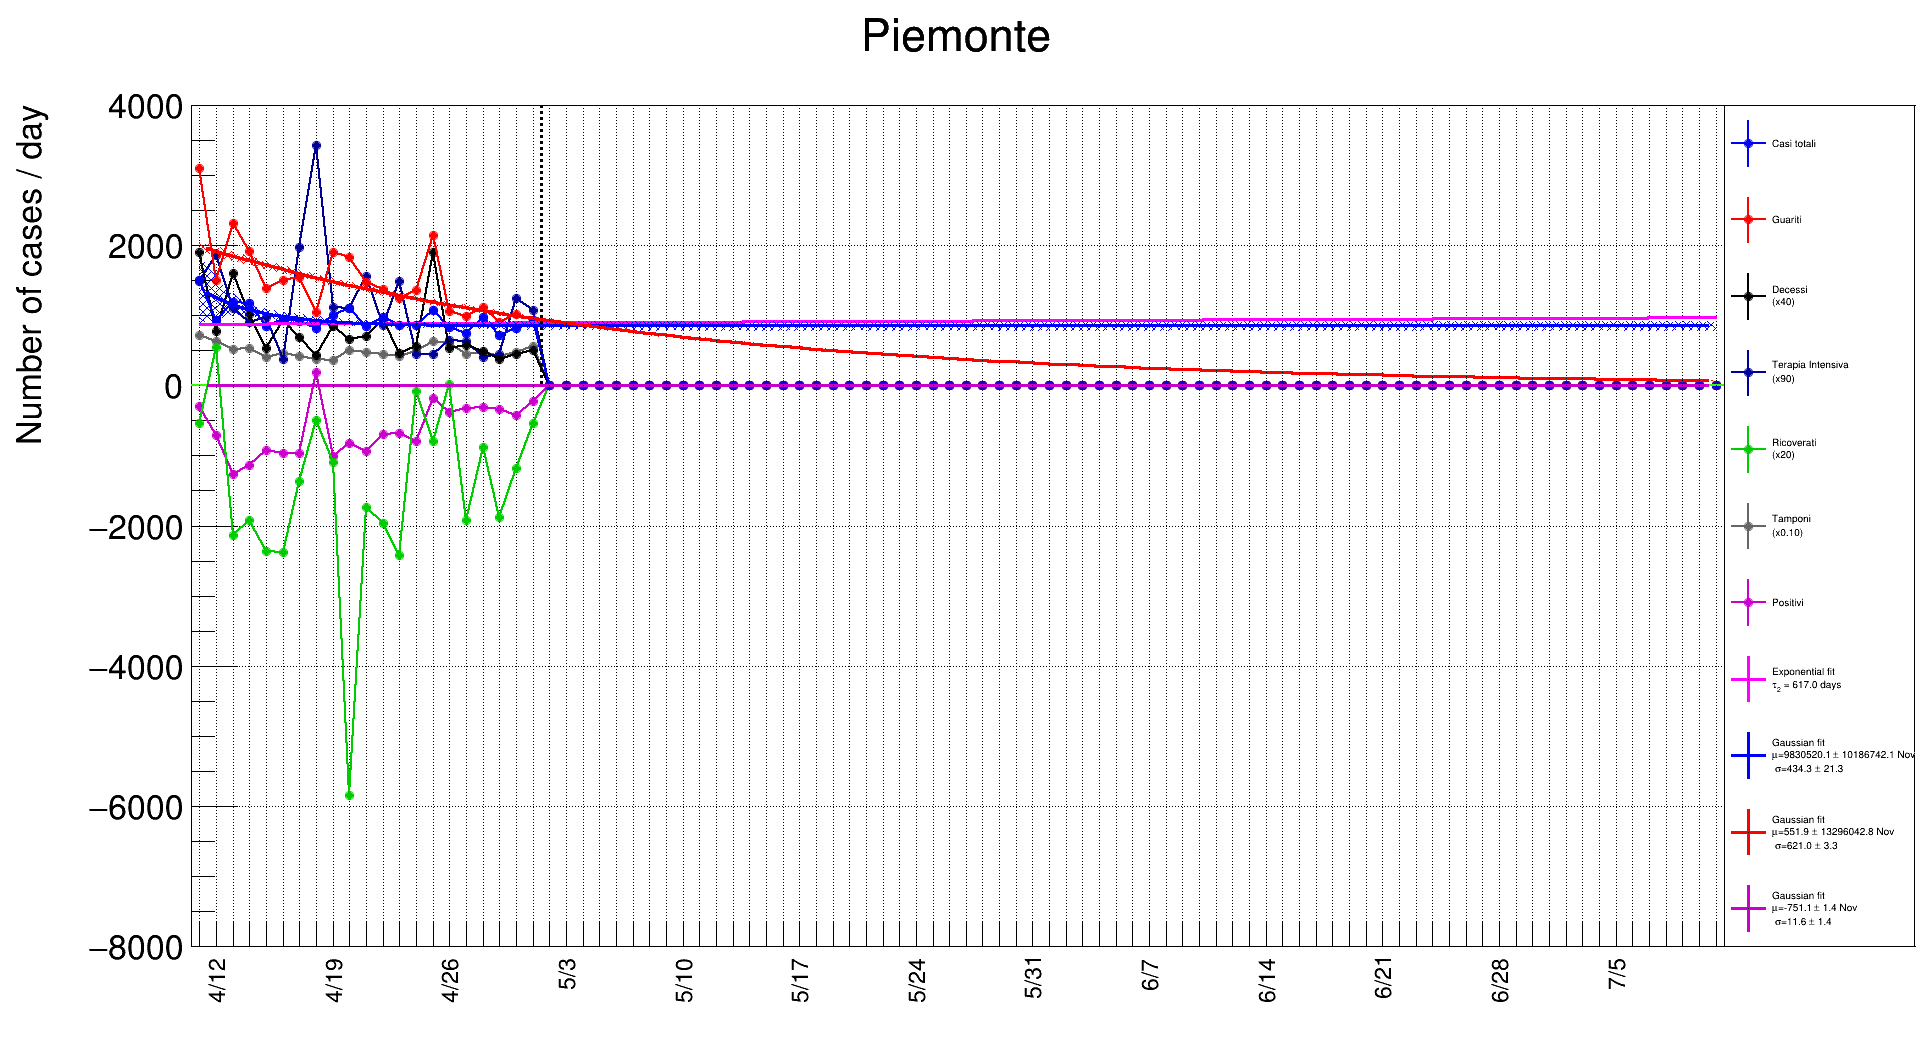 Piemonte
Number of cases / day
4000
2000
0
−2000
−4000
−6000
−8000
4/12
4/19
4/26
5/3
5/10
5/17
5/24
5/31
6/7
6/14
6/21
6/28
7/5
Casi totali
Guariti
Decessi
(x40)
Terapia Intensiva
(x90)
Ricoverati
(x20)
Tamponi
(x0.10)
Positivi
Exponential fit
τ2 = 617.0 days
Gaussian fit
μ=9830520.1 ± 10186742.1 Nov
σ=434.3 ± 21.3
Gaussian fit
μ=551.9 ± 13296042.8 Nov
σ=621.0 ± 3.3
Gaussian fit
μ=-751.1 ± 1.4 Nov
σ=11.6 ± 1.4